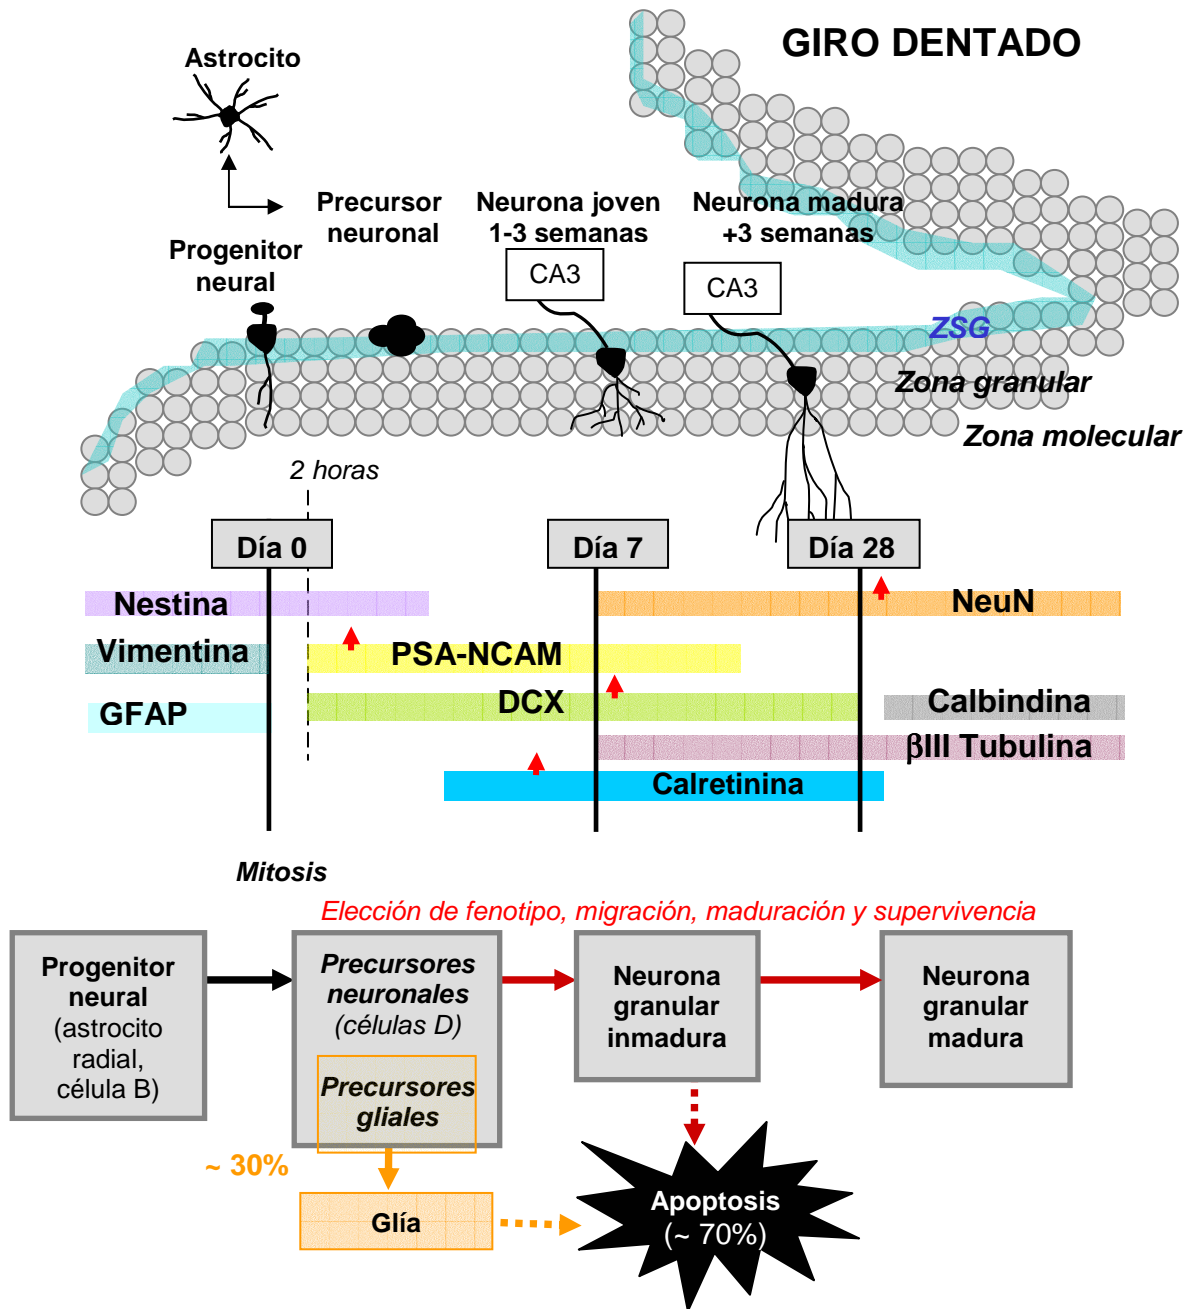 GIRO DENTADO
Astrocito
Precursor
neuronal
Neurona joven
1-3 semanas
Neurona madura
+3 semanas
Progenitor
neural
CA3
CA3
ZSG
Zona granular
Zona molecular
2 horas
Día 0
Día 7
Día 28
Nestina
NeuN
Vimentina
PSA-NCAM
GFAP
DCX
Calbindina
βIII Tubulina
Calretinina
Mitosis
Elección de fenotipo, migración, maduración y supervivencia
Progenitor
neural
(astrocito
radial,
célula B)
Precursores
neuronales
(células D)
Precursores
gliales
Neurona
granular
inmadura
Neurona
granular
madura
~ 30%
Glía
Apoptosis
(~ 70%)